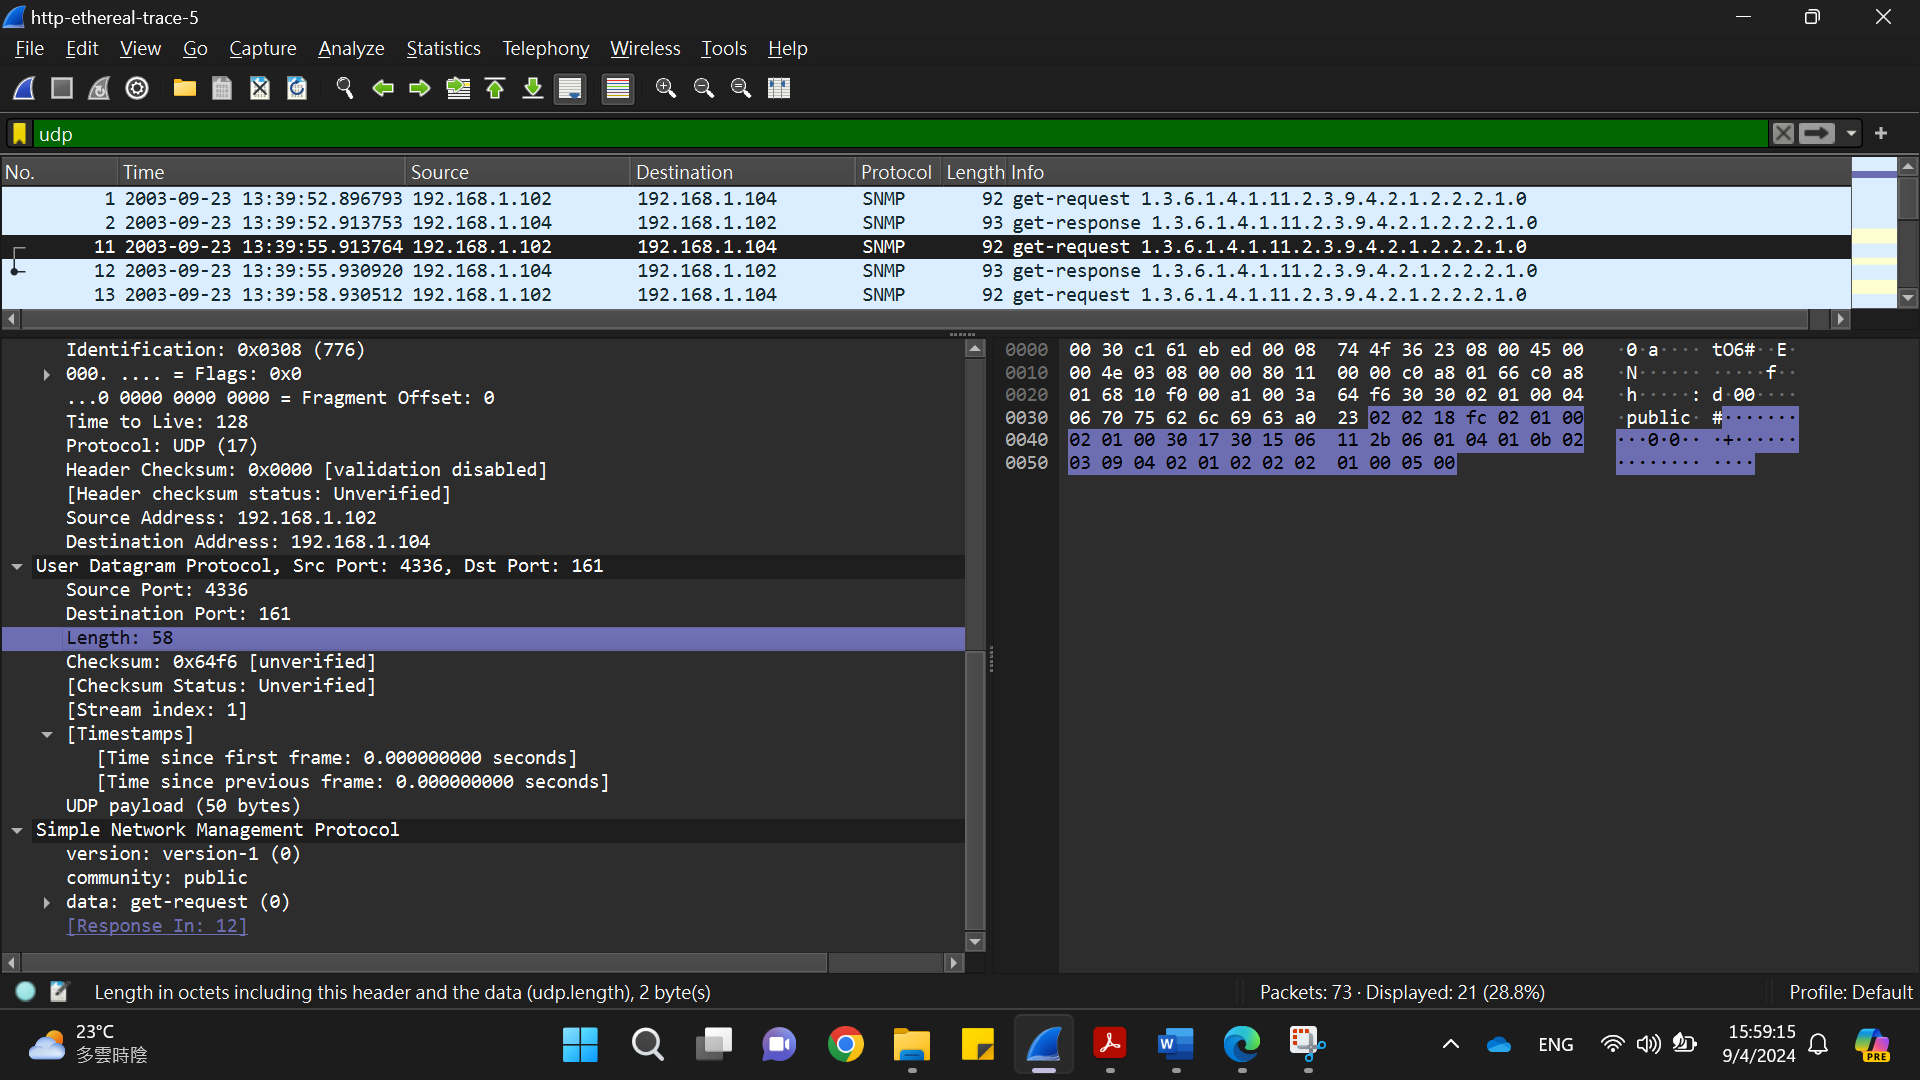 http-ethereal-trace-5
File Edit View Go Capture Analyze Statistics Telephony Wireless Tools Help
udp
No. Time Source Destination Protocol Length Info
1 2003-09-23 13:39:52.896793 192.168.1.102 192.168.1.104 SNMP 92 get-request 1.3.6.1.4.1.11.2.3.9.4.2.1.2.2.2.1.0
2 2003-09-23 13:39:52.913753 192.168.1.104 192.168.1.102 SNMP 93 get-response 1.3.6.1.4.1.11.2.3.9.4.2.1.2.2.2.1.0
11 2003-09-23 13:39:55.913764 192.168.1.102 192.168.1.104 SNMP 92 get-request 1.3.6.1.4.1.11.2.3.9.4.2.1.2.2.2.1.0
12 2003-09-23 13:39:55.930920 192.168.1.104 192.168.1.102 SNMP 93 get-response 1.3.6.1.4.1.11.2.3.9.4.2.1.2.2.2.1.0
13 2003-09-23 13:39:58.930512 192.168.1.102 192.168.1.104 SNMP 92 get-request 1.3.6.1.4.1.11.2.3.9.4.2.1.2.2.2.1.0
Identification: 0x0308 (776)
000. .... = Flags: 0x0
...0 0000 0000 0000 = Fragment Offset: 0
Time to Live: 128
Protocol: UDP (17)
Header Checksum: 0x0000 [validation disabled]
[Header checksum status: Unverified]
Source Address: 192.168.1.102
Destination Address: 192.168.1.104
User Datagram Protocol, Src Port: 4336, Dst Port: 161
Source Port: 4336
Destination Port: 161
Length: 58
Checksum: 0x64f6 [unverified]
[Checksum Status: Unverified]
[Stream index: 1]
[Timestamps]
[Time since first frame: 0.000000000 seconds]
[Time since previous frame: 0.000000000 seconds]
UDP payload (50 bytes)
Simple Network Management Protocol
version: version-1 (0)
community: public
data: get-request (0)
[Response In: 12]
0000 00 30 c1 61 eb ed 00 08 74 4f 36 23 08 00 45 00 ·0·a···· tO6#··E·
0010 00 4e 03 08 00 00 80 11 00 00 c0 a8 01 66 c0 a8 ·N······ ·····f··
0020 01 68 10 f0 00 a1 00 3a 64 f6 30 30 02 01 00 04 ·h·····: d·00····
0030 06 70 75 62 6c 69 63 a0 23 02 02 18 fc 02 01 00 ·public· #·······
0040 02 01 00 30 17 30 15 06 11 2b 06 01 04 01 0b 02 ···0·0·· ·+······
0050 03 09 04 02 01 02 02 02 01 00 05 00 ········ ····
Length in octets including this header and the data (udp.length), 2 byte(s)
Packets: 73 · Displayed: 21 (28.8%)
Profile: Default
23°C
多雲時陰
ENG
15:59:15
9/4/2024
PRE